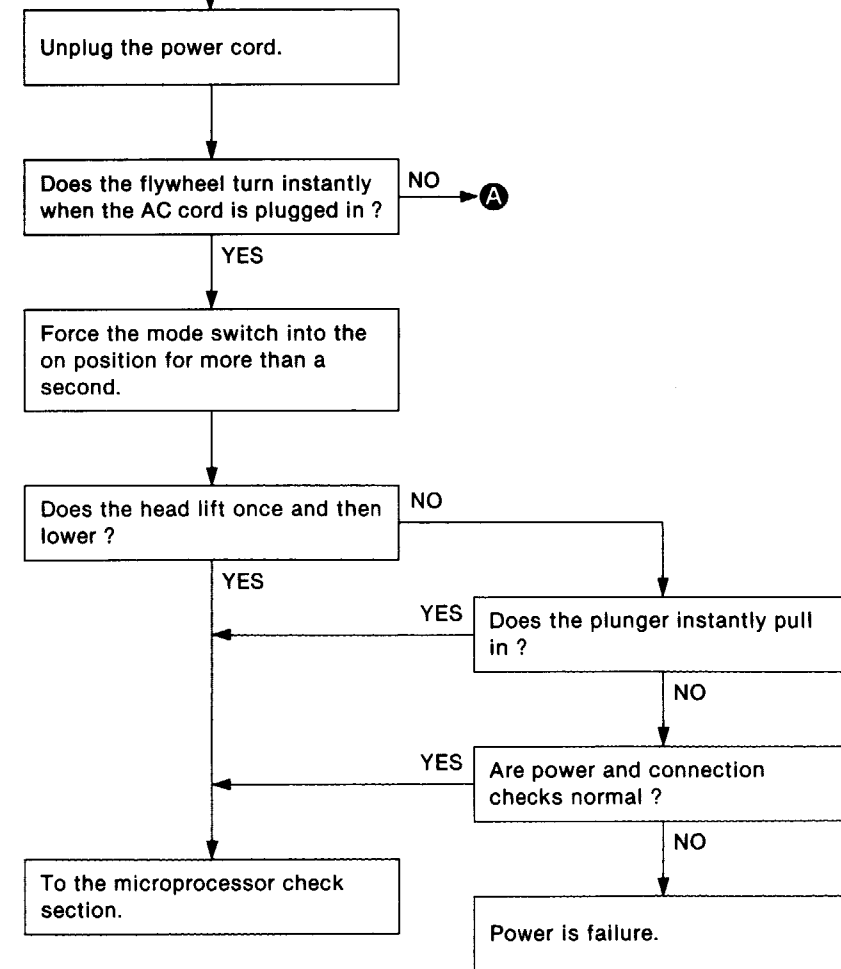 Unplug the power cord.
Does the flywheel turn instantly
when the AC cord is plugged in ?
NO
A
YES
Force the mode switch into the
on position for more than a
second.
Does the head lift once and then
lower ?
NO
YES
YES
Does the plunger instantly pull
in ?
NO
YES
Are power and connection
checks normal ?
NO
To the microprocessor check
section.
Power is failure.